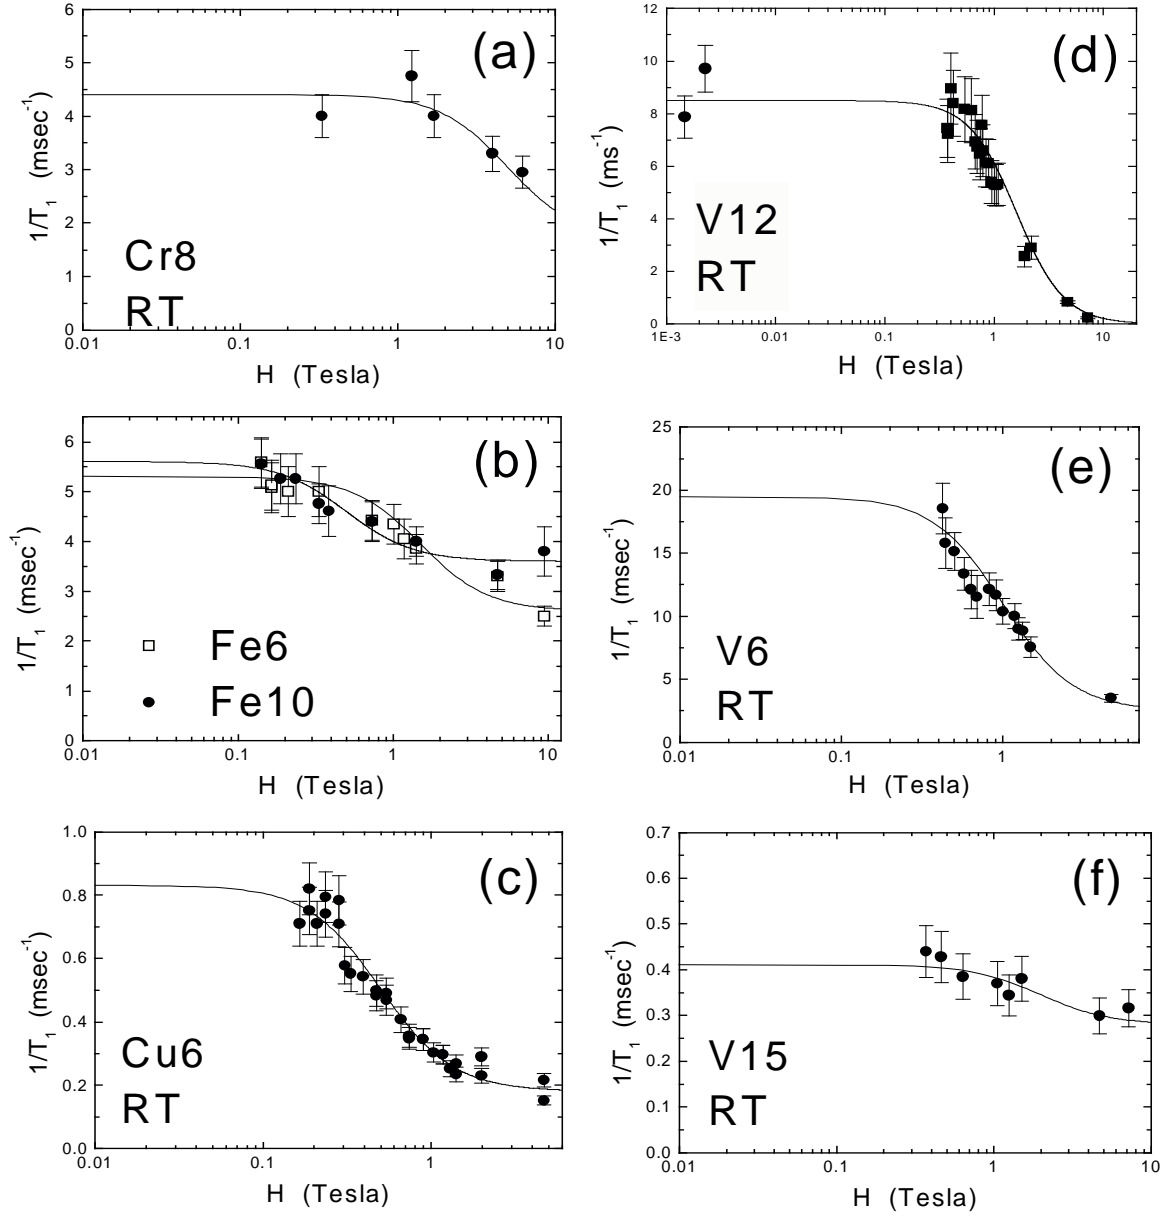 (a)
6
5
4
3
2
1
0
1/T1 (msec-1)
Cr8
RT
0.01 0.1 1 10
H (Tesla)
(d)
12
10
8
6
4
2
0
1/T1 (ms-1)
V12
RT
1E-3 0.01 0.1 1 10
H (Tesla)
(b)
6
5
4
3
2
1
0
1/T1 (msec-1)
Fe6
Fe10
0.01 0.1 1 10
H (Tesla)
(e)
25
20
15
10
5
0
1/T1 (msec-1)
V6
RT
0.01 0.1 1
H (Tesla)
(c)
1.0
0.8
0.6
0.4
0.2
0.0
1/T1 (msec-1)
Cu6
RT
0.01 0.1 1
H (Tesla)
(f)
0.7
0.6
0.5
0.4
0.3
0.2
0.1
0.0
1/T1 (msec-1)
V15
RT
0.01 0.1 1 10
H (Tesla)